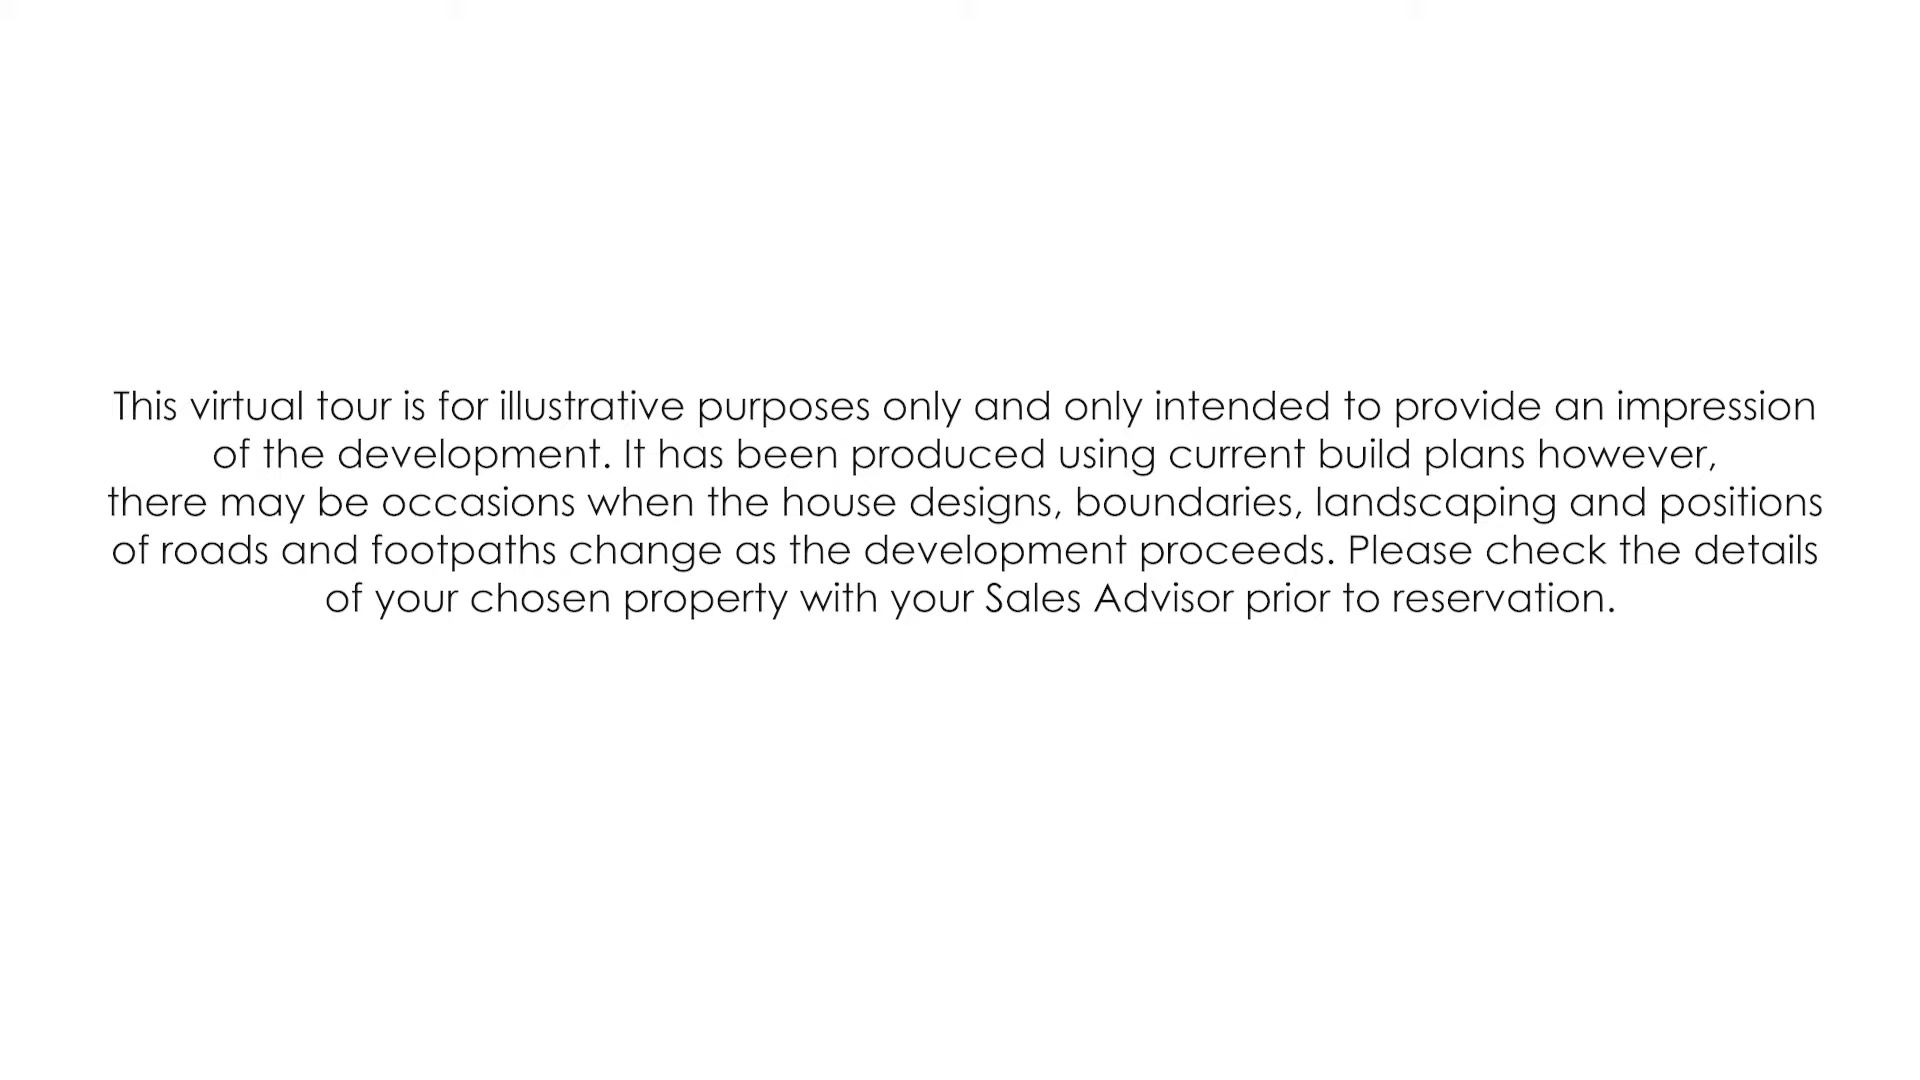 This virtual tour is for illustrative purposes only and only intended to provide an impression
of the development. It has been produced using current build plans however,
there may be occasions when the house designs, boundaries, landscaping and positions
of roads and footpaths change as the development proceeds. Please check the details
of your chosen property with your Sales Advisor prior to reservation.